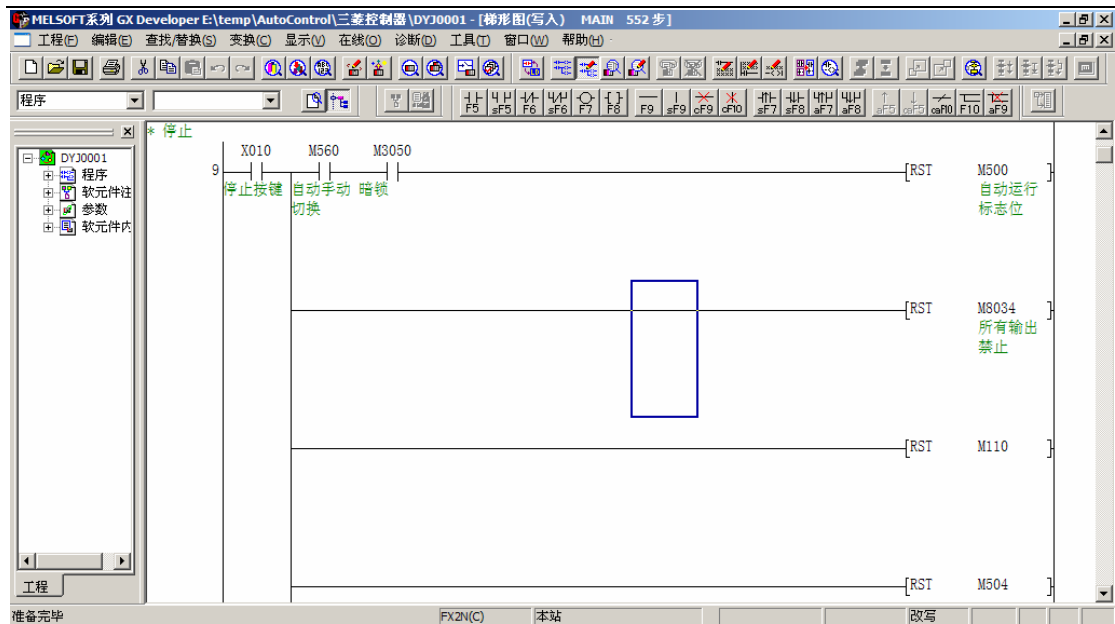 MELSOFT系列 GX Developer E:\temp\AutoControl\三菱控制器\DYJ0001 - [梯形图(写入) MAIN 552 步]
工程(F) 编辑(E) 查找/替换(S) 变换(C) 显示(V) 在线(O) 诊断(D) 工具(T) 窗口(W) 帮助(H)
程序
F5 sF5 F6 sF6 F7 F8 F9 sF9 cF9 cF10 sF7 sF8 aF7 aF8 aF5 caF5 caF10 F10 aF9
* 停止
DYJ0001
程序
软元件注
参数
软元件内
工程
X010 M560 M3050
9 [RST M500 ]
停止按键 自动手动 暗锁 自动运行
切换 标志位
[RST M8034 ]
所有输出
禁止
[RST M110 ]
[RST M504 ]
准备完毕 FX2N(C) 本站 改写